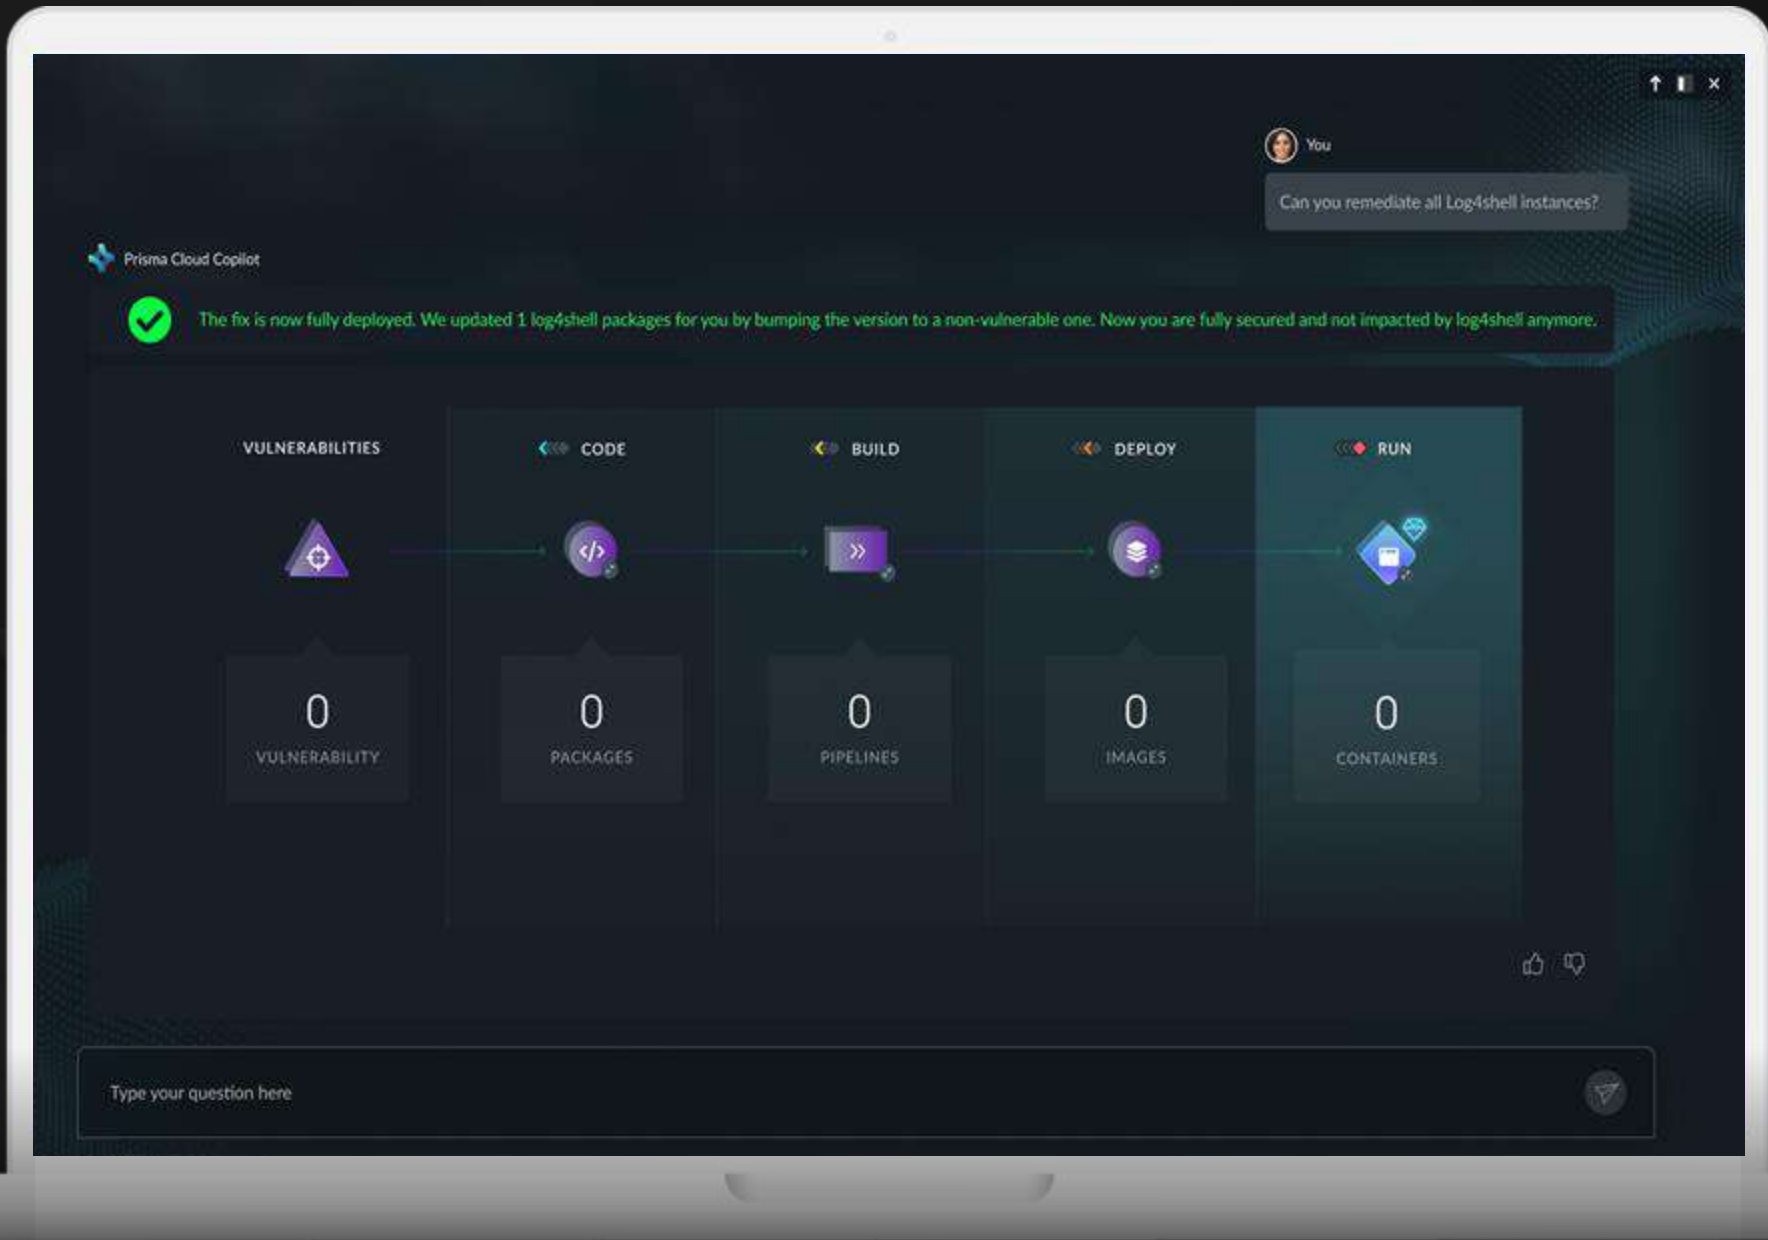 You
Can you remediate all Log4shell instances?
Prisma Cloud Copilot
The fix is now fully deployed. We updated 1 log4shell packages for you by bumping the version to a non-vulnerable one. Now you are fully secured and not impacted by log4shell anymore.
VULNERABILITIES
CODE
BUILD
DEPLOY
RUN
0
0
0
0
0
VULNERABILITY
PACKAGES
PIPELINES
IMAGES
CONTAINERS
Type your question here